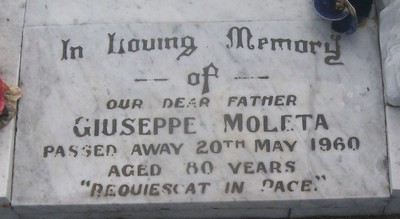 In Loving Memory
— of —
OUR DEAR FATHER
GIUSEPPE MOLETA
PASSED AWAY 20TH MAY 1960
AGED 80 YEARS
"REQUIESCAT IN PACE."